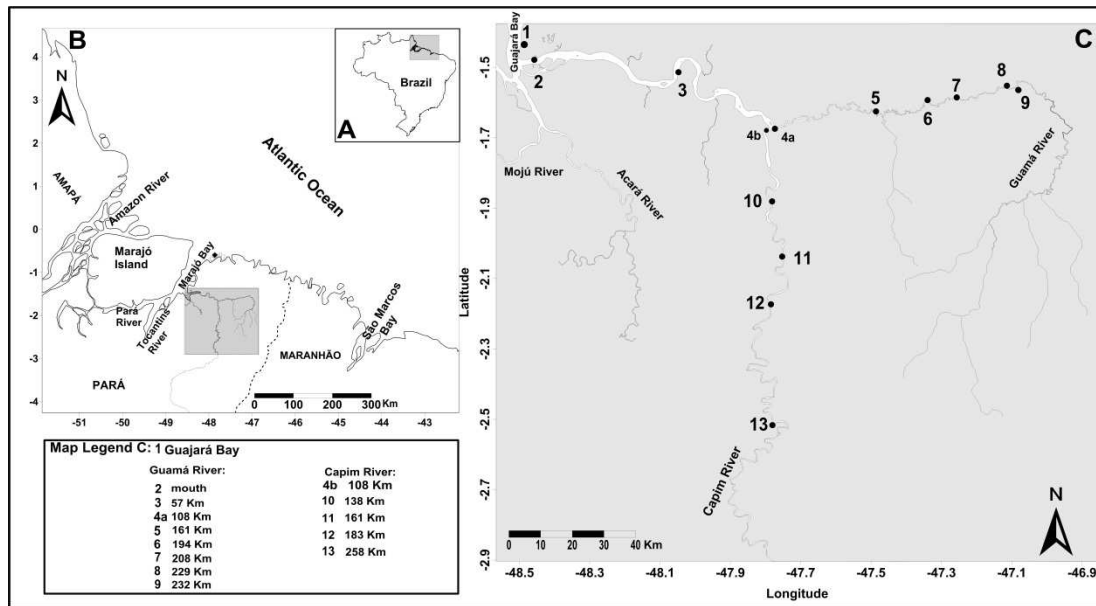 B
4
3
2
1
0
-1
-2
-3
-4
N
AMAPÁ
Amazon River
Atlantic Ocean
Marajó
Island
Marajó Bay
Pará
River
Tocantins
River
São Marcos
Bay
MARANHÃO
PARÁ
0 100 200 300 Km
-51 -50 -49 -48 -47 -46 -45 -44 -43
Brazil
A
Latitude
C
-1.5
-1.7
-1.9
-2.1
-2.3
-2.5
-2.7
-2.9
1
Guajará Bay
2
3
4b
4a
5
6
7
8
9
Mojú River
Acará River
Guamá River
10
11
12
13
Capim River
N
0 10 20 30 40 Km
-48.5 -48.3 -48.1 -47.9 -47.7 -47.5 -47.3 -47.1 -46.9
Longitude
Map Legend C: 1 Guajará Bay
Guamá River:
2 mouth
3 57 Km
4a 108 Km
5 161 Km
6 194 Km
7 208 Km
8 229 Km
9 232 Km
Capim River:
4b 108 Km
10 138 Km
11 161 Km
12 183 Km
13 258 Km